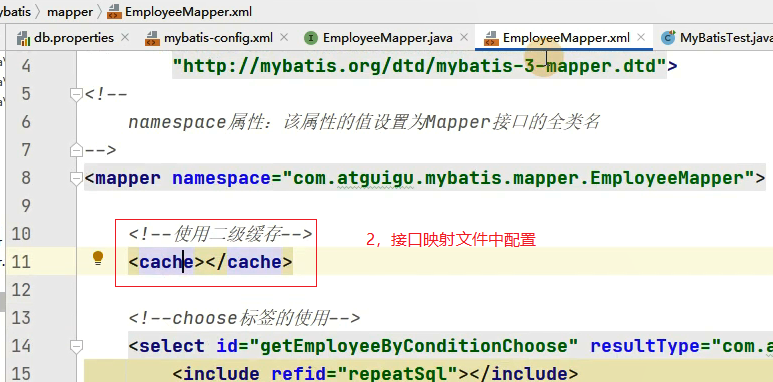 ybatis mapper EmployeeMapper.xml
db.properties mybatis-config.xml EmployeeMapper.java EmployeeMapper.xml MyBatisTest.java
4 "http://mybatis.org/dtd/mybatis-3-mapper.dtd">
5 <!--
6 namespace属性：该属性的值设置为Mapper接口的全类名
7 -->
8 <mapper namespace="com.atguigu.mybatis.mapper.EmployeeMapper">
9
10 <!--使用二级缓存-->
2，接口映射文件中配置
11 <cache></cache>
12
13 <!--choose标签的使用-->
14 <select id="getEmployeeByConditionChoose" resultType="com.a
15 <include refid="repeatSql"></include>